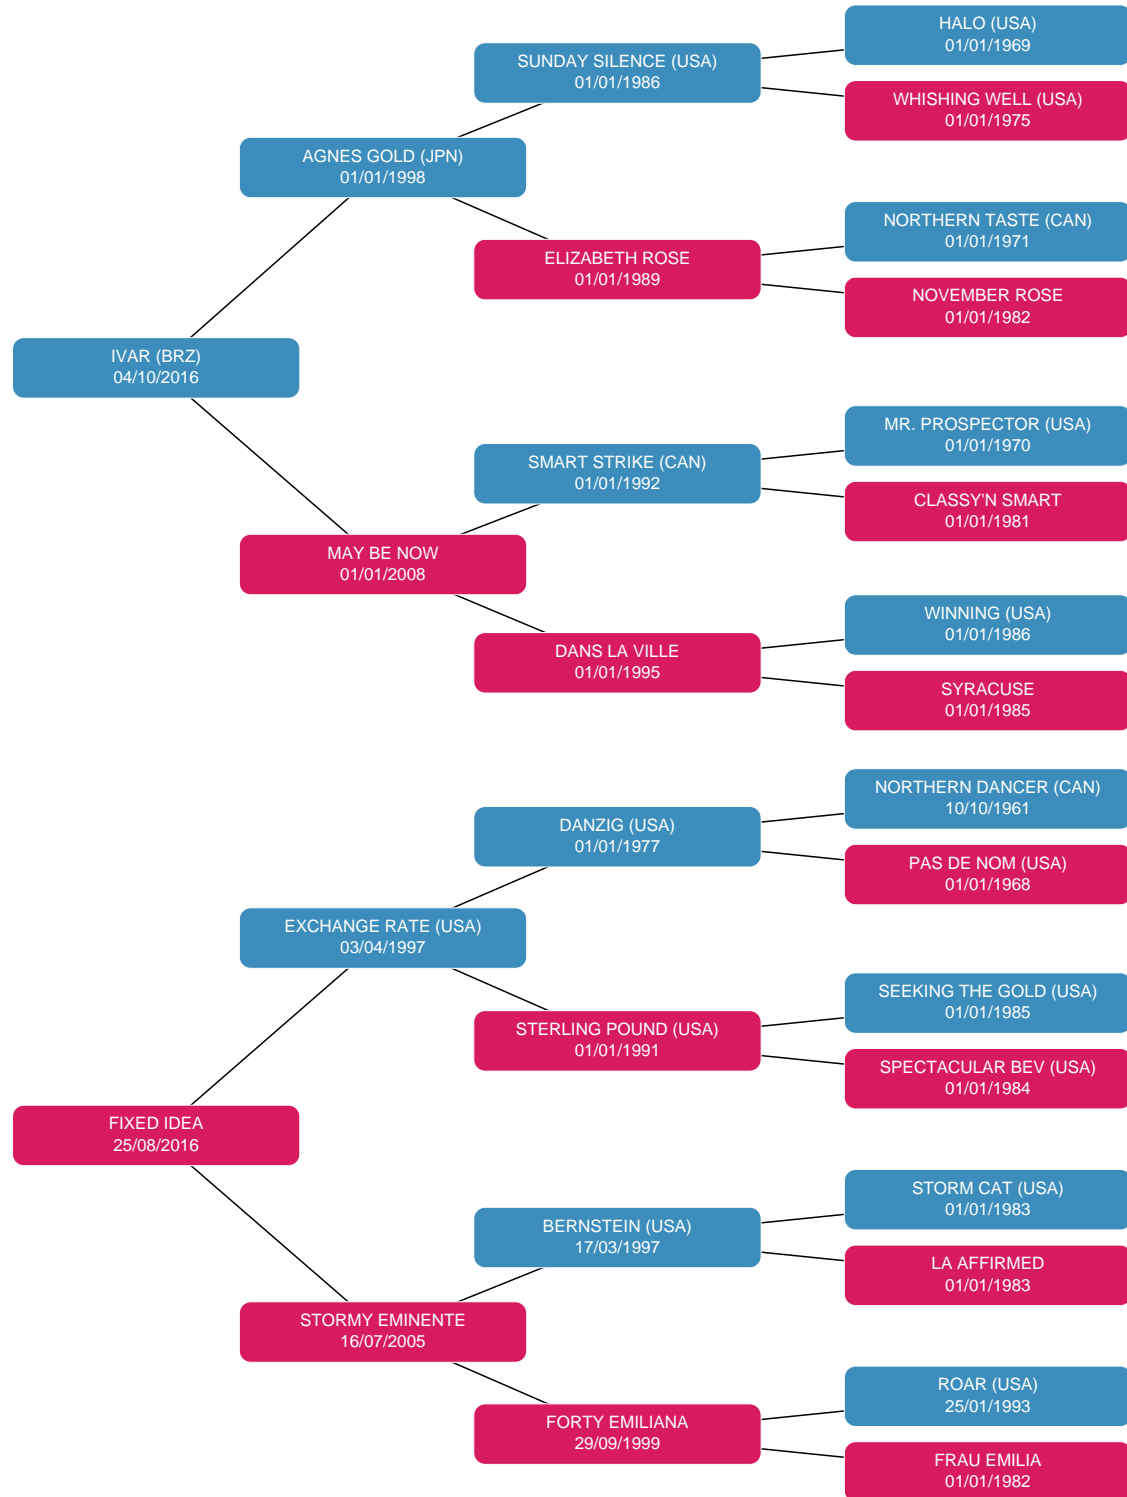 HALO (USA)
01/01/1969
SUNDAY SILENCE (USA)
01/01/1986
WHISHING WELL (USA)
01/01/1975
AGNES GOLD (JPN)
01/01/1998
NORTHERN TASTE (CAN)
01/01/1971
ELIZABETH ROSE
01/01/1989
NOVEMBER ROSE
01/01/1982
IVAR (BRZ)
04/10/2016
MR. PROSPECTOR (USA)
01/01/1970
SMART STRIKE (CAN)
01/01/1992
CLASSY'N SMART
01/01/1981
MAY BE NOW
01/01/2008
WINNING (USA)
01/01/1986
DANS LA VILLE
01/01/1995
SYRACUSE
01/01/1985
NORTHERN DANCER (CAN)
10/10/1961
DANZIG (USA)
01/01/1977
PAS DE NOM (USA)
01/01/1968
EXCHANGE RATE (USA)
03/04/1997
SEEKING THE GOLD (USA)
01/01/1985
STERLING POUND (USA)
01/01/1991
SPECTACULAR BEV (USA)
01/01/1984
FIXED IDEA
25/08/2016
STORM CAT (USA)
01/01/1983
BERNSTEIN (USA)
17/03/1997
LA AFFIRMED
01/01/1983
STORMY EMINENTE
16/07/2005
ROAR (USA)
25/01/1993
FORTY EMILIANA
29/09/1999
FRAU EMILIA
01/01/1982